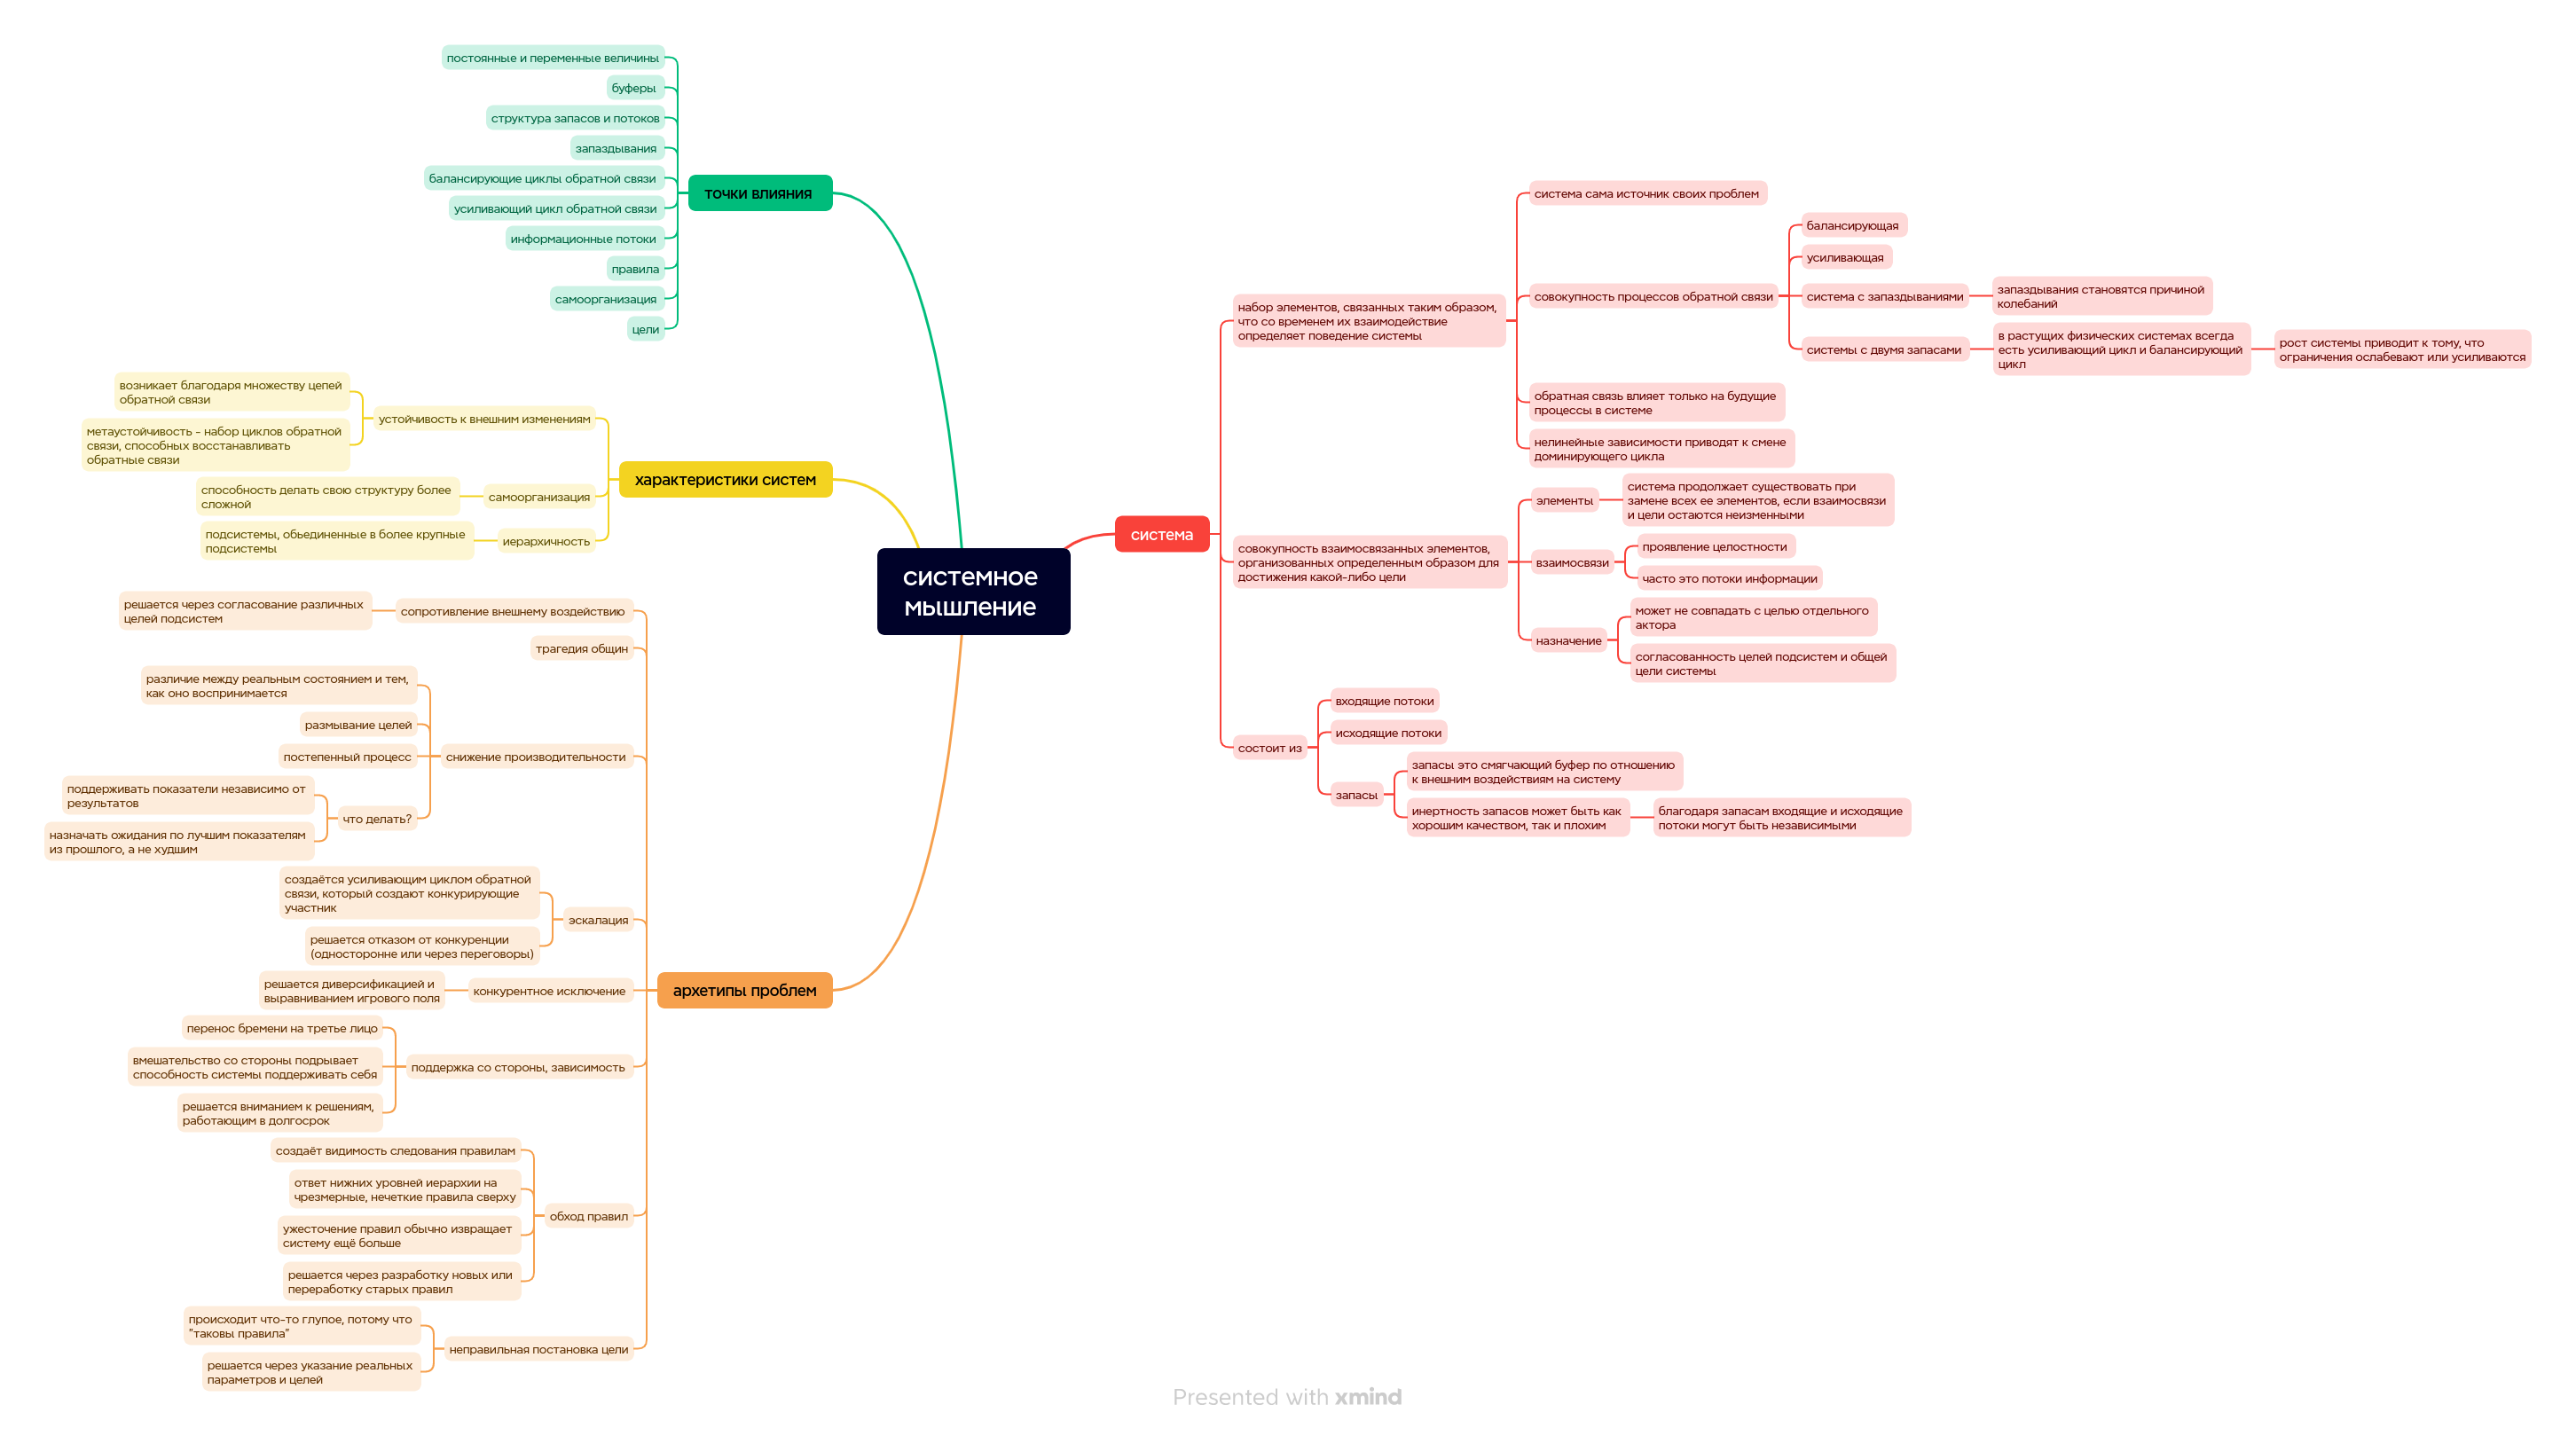 системное
мышление
система
набор элементов, связанных таким образом,
что со временем их взаимодействие
определяет поведение системы
система сама источник своих проблем
совокупность процессов обратной связи
балансирующая
усиливающая
система с запаздываниями
запаздывания становятся причиной
колебаний
системы с двумя запасами
в растущих физических системах всегда
есть усиливающий цикл и балансирующий
цикл
рост системы приводит к тому, что
ограничения ослабевают или усиливаются
обратная связь влияет только на будущие
процессы в системе
нелинейные зависимости приводят к смене
доминирующего цикла
совокупность взаимосвязанных элементов,
организованных определенным образом для
достижения какой-либо цели
элементы
система продолжает существовать при
замене всех ее элементов, если взаимосвязи
и цели остаются неизменными
взаимосвязи
проявление целостности
часто это потоки информации
назначение
может не совпадать с целью отдельного
актора
согласованность целей подсистем и общей
цели системы
состоит из
входящие потоки
исходящие потоки
запасы
запасы это смягчающий буфер по отношению
к внешним воздействиям на систему
инертность запасов может быть как
хорошим качеством, так и плохим
благодаря запасам входящие и исходящие
потоки могут быть независимыми
точки влияния
постоянные и переменные величины
буферы
структура запасов и потоков
запаздывания
балансирующие циклы обратной связи
усиливающий цикл обратной связи
информационные потоки
правила
самоорганизация
цели
характеристики систем
устойчивость к внешним изменениям
возникает благодаря множеству цепей
обратной связи
метаустойчивость - набор циклов обратной
связи, способных восстанавливать
обратные связи
самоорганизация
способность делать свою структуру более
сложной
иерархичность
подсистемы, обьединенные в более крупные
подсистемы
архетипы проблем
сопротивление внешнему воздействию
решается через согласование различных
целей подсистем
трагедия общин
снижение производительности
различие между реальным состоянием и тем,
как оно воспринимается
размывание целей
постепенный процесс
что делать?
поддерживать показатели независимо от
результатов
назначать ожидания по лучшим показателям
из прошлого, а не худшим
эскалация
создаётся усиливающим циклом обратной
связи, который создают конкурирующие
участник
решается отказом от конкуренции
(односторонне или через переговоры)
конкурентное исключение
решается диверсификацией и
выравниванием игрового поля
поддержка со стороны, зависимость
перенос бремени на третье лицо
вмешательство со стороны подрывает
способность системы поддерживать себя
решается вниманием к решениям,
работающим в долгосрок
обход правил
создаёт видимость следования правилам
ответ нижних уровней иерархии на
чрезмерные, нечеткие правила сверху
ужесточение правил обычно извращает
систему ещё больше
решается через разработку новых или
переработку старых правил
неправильная постановка цели
происходит что-то глупое, потому что
"таковы правила"
решается через указание реальных
параметров и целей
Presented with xmind